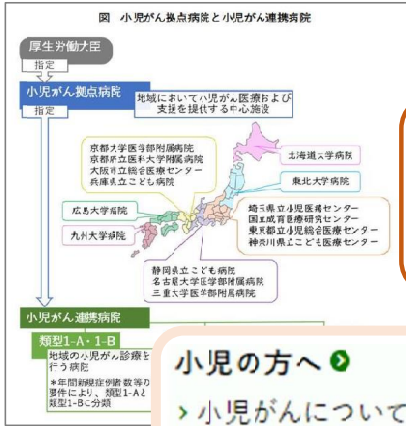 図 小児がん拠点病院と小児がん連携病院
厚生労働大臣
指定
小児がん拠点病院
地域において小児がん医療および
支援を提供する中心施設
京都大学医学部附属病院
京都府立医科大学附属病院
大阪市立総合医療センター
兵庫県立こども病院
北海道大学病院
東北大学病院
広島大学病院
九州大学病院
埼玉県立小児医療センター
国立成育医療研究センター
東京都立小児総合医療センター
神奈川県立こども医療センター
静岡県立こども病院
名古屋大学医学部附属病院
三重大学医学部附属病院
指定
小児がん連携病院
類型1-A・1-B
地域の小児がん診療を
行う病院
*年間新規症例数等の
要件により、類型1-Aと
類型1-Bに分類
小児の方へ
> 小児がんについて